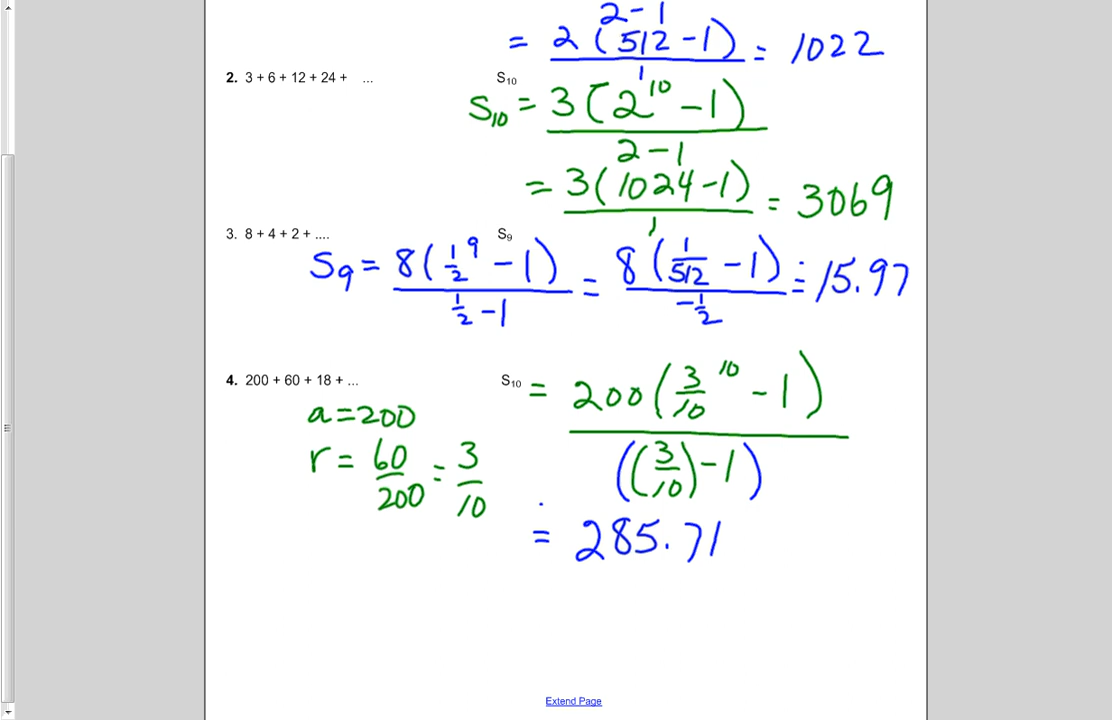 2 - 1
= 2 (512 - 1) = 1022
1
2. 3 + 6 + 12 + 24 + ... S10
S10 = 3 (2^10 - 1)
2 - 1
= 3 (1024 - 1) = 3069
1
3. 8 + 4 + 2 + .... S9
S9 = 8 (1/2^9 - 1) = 8 (1/512 - 1) ≐ 15.97
1/2 - 1 -1/2
4. 200 + 60 + 18 + ... S10 = 200 (3/10^10 - 1)
a = 200
((3/10) - 1)
r = 60/200 = 3/10
≐ 285.71
Extend Page